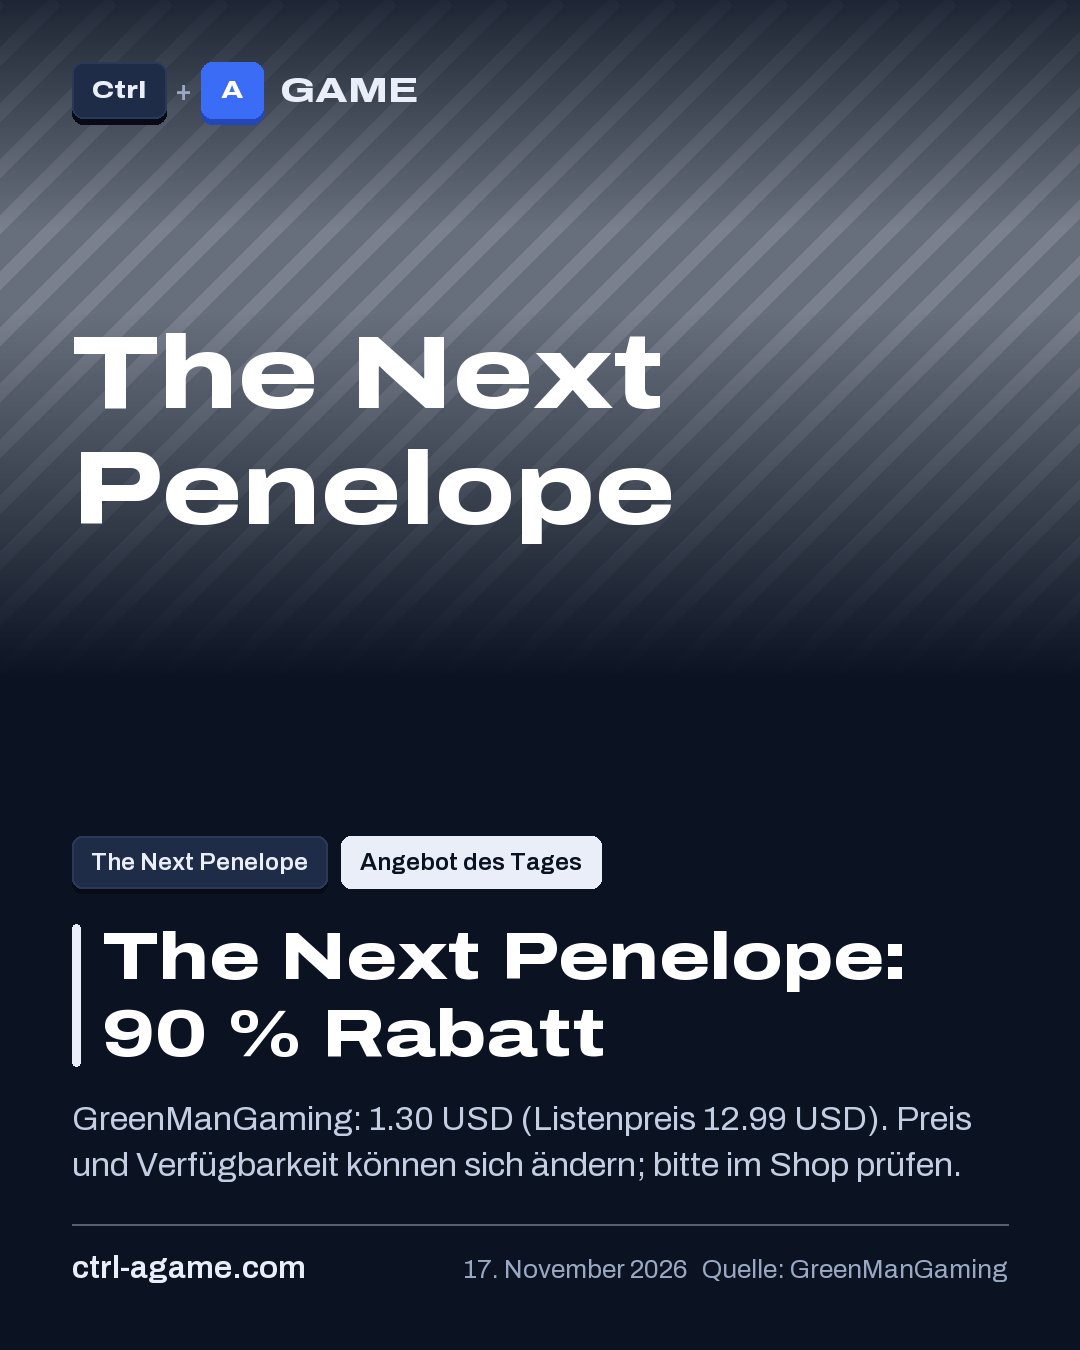 Ctrl + A GAME
The Next
Penelope
The Next Penelope Angebot des Tages
The Next Penelope:
90 % Rabatt
GreenManGaming: 1.30 USD (Listenpreis 12.99 USD). Preis
und Verfügbarkeit können sich ändern; bitte im Shop prüfen.
ctrl-agame.com 17. November 2026 Quelle: GreenManGaming